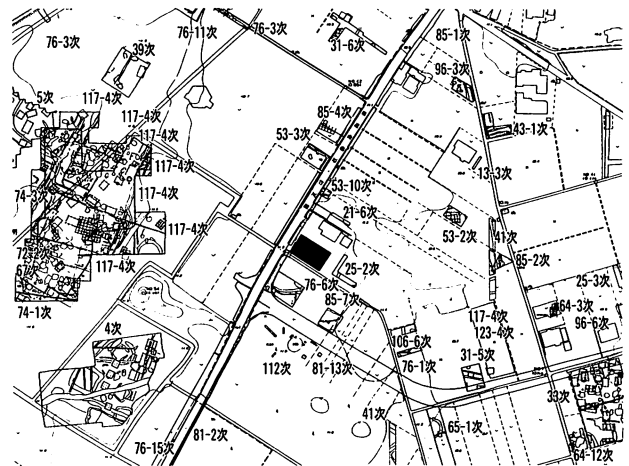 76-3次
39次
76-11次
76-3次
31-6次
85-1次
96-3次
5次
117-4次
117-4次
85-4次
53-3次
43-1次
117-4次
13-3次
74-3
117-4次
53-10次
21-6次
117-4次
53-2次
41次
85-2次
72-2次
67次
117-4次
25-2次
76-6次
85-7次
25-3次
74-1次
64-3次
117-4次
96-6次
4次
123-4次
106-6次
112次
81-13次
76-1次
31-5次
33次
41次
65-1次
76-15次
81-2次
64-12次